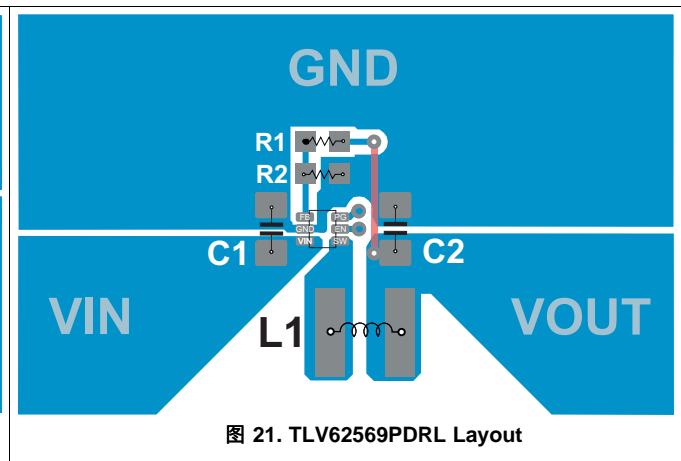 GND
R1
R2
FB PG
GND EN
VIN SW
C1 C2
VIN L1 VOUT
图 21. TLV62569PDRL Layout